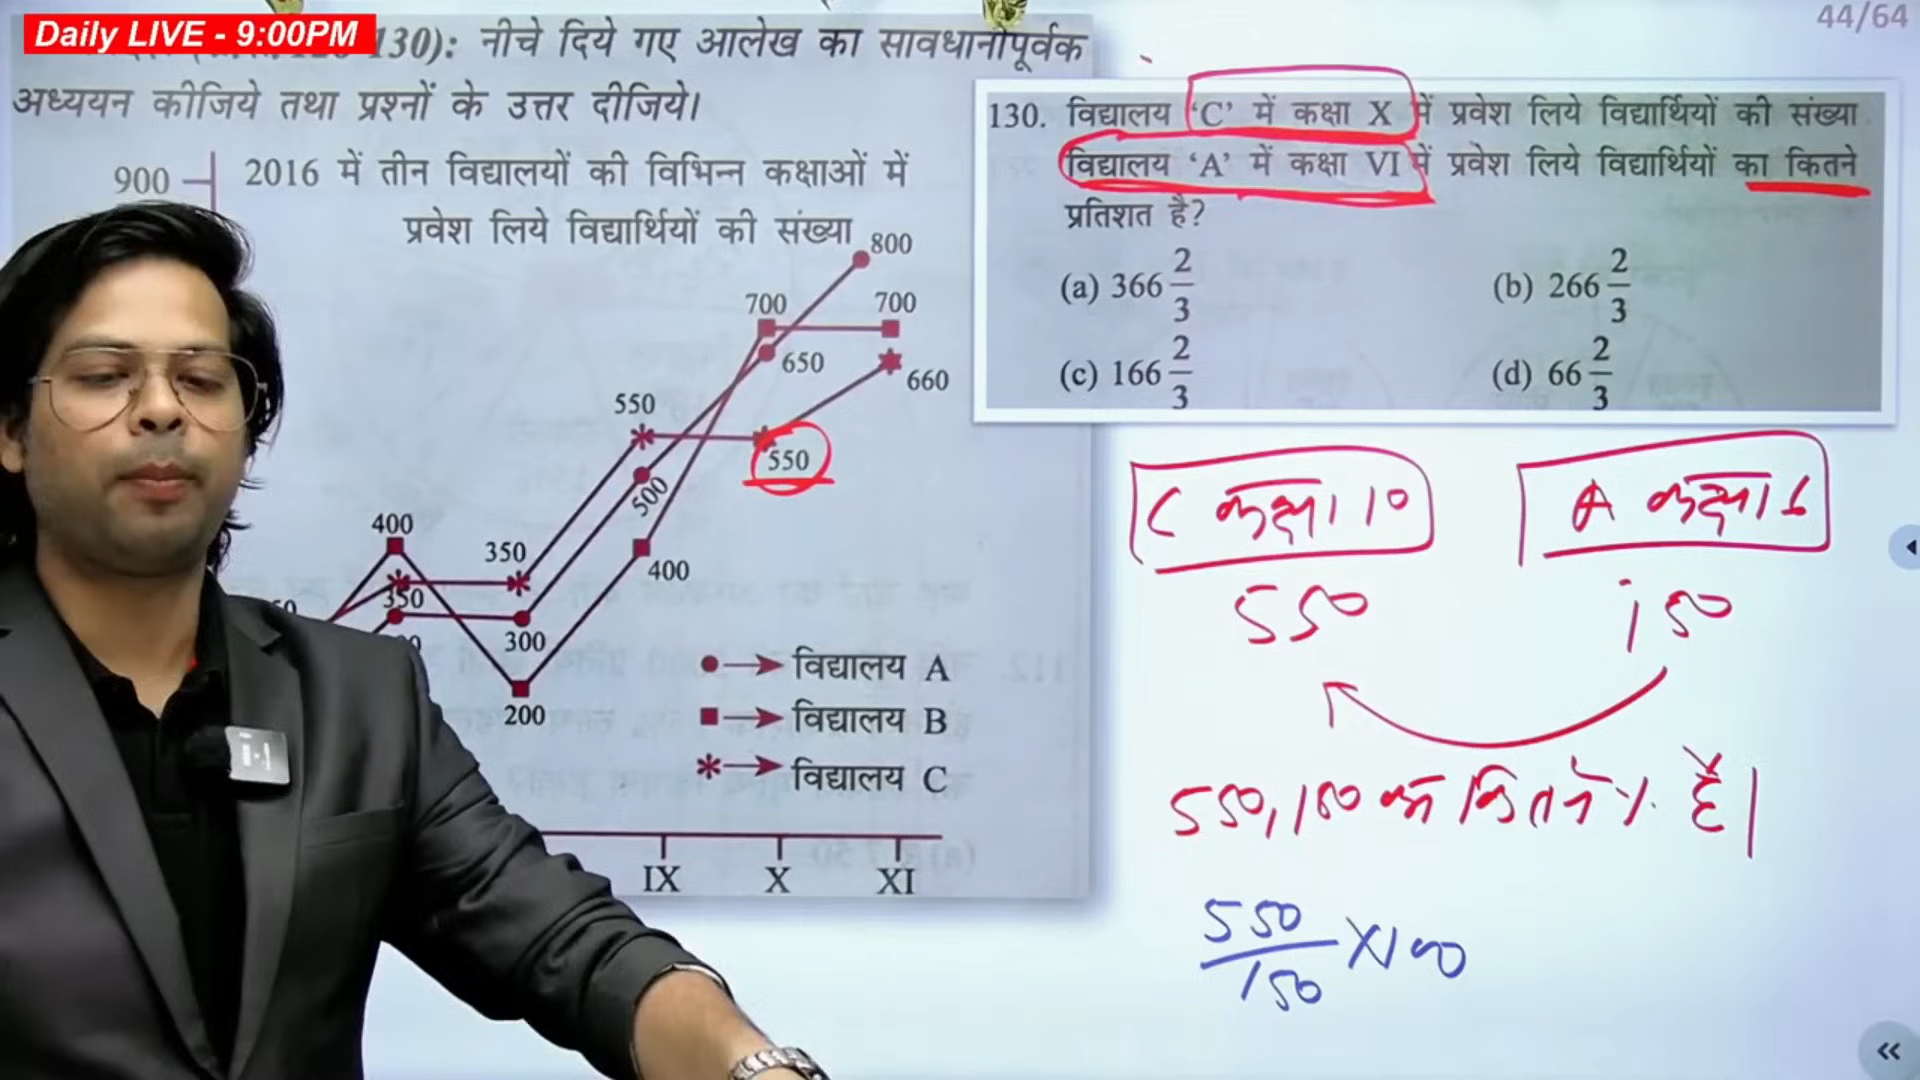 Daily LIVE - 9:00PM
44/64
130): नीचे दिये गए आलेख का सावधानीपूर्वक
अध्ययन कीजिये तथा प्रश्नों के उत्तर दीजिये।
900
2016 में तीन विद्यालयों की विभिन्न कक्षाओं में
प्रवेश लिये विद्यार्थियों की संख्या
800
700
700
650
660
550
550
500
400
400
350
350
300
200
विद्यालय A
विद्यालय B
विद्यालय C
IX X XI
130. विद्यालय 'C' में कक्षा X में प्रवेश लिये विद्यार्थियों की संख्या
विद्यालय 'A' में कक्षा VI में प्रवेश लिये विद्यार्थियों का कितने
प्रतिशत है?
(a) 366 2/3
(b) 266 2/3
(c) 166 2/3
(d) 66 2/3
C कक्षा 10
A कक्षा 6
550
150
550, 150 का कितने % है|
550/150 × 100